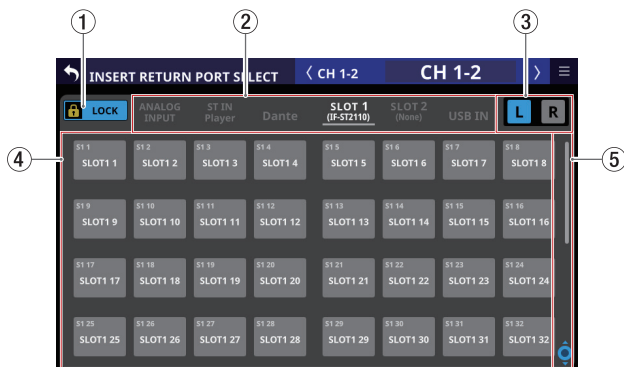 1
2
3
INSERT RETURN PORT SELECT
CH 1-2
CH 1-2
LOCK
ANALOG INPUT
ST IN Player
Dante
SLOT 1 (IF-ST2110)
SLOT 2 (None)
USB IN
L
R
4
5
S1 1
S1 2
S1 3
S1 4
S1 5
S1 6
S1 7
S1 8
SLOT1 1
SLOT1 2
SLOT1 3
SLOT1 4
SLOT1 5
SLOT1 6
SLOT1 7
SLOT1 8
S1 9
S1 10
S1 11
S1 12
S1 13
S1 14
S1 15
S1 16
SLOT1 9
SLOT1 10
SLOT1 11
SLOT1 12
SLOT1 13
SLOT1 14
SLOT1 15
SLOT1 16
S1 17
S1 18
S1 19
S1 20
S1 21
S1 22
S1 23
S1 24
SLOT1 17
SLOT1 18
SLOT1 19
SLOT1 20
SLOT1 21
SLOT1 22
SLOT1 23
SLOT1 24
S1 25
S1 26
S1 27
S1 28
S1 29
S1 30
S1 31
S1 32
SLOT1 25
SLOT1 26
SLOT1 27
SLOT1 28
SLOT1 29
SLOT1 30
SLOT1 31
SLOT1 32